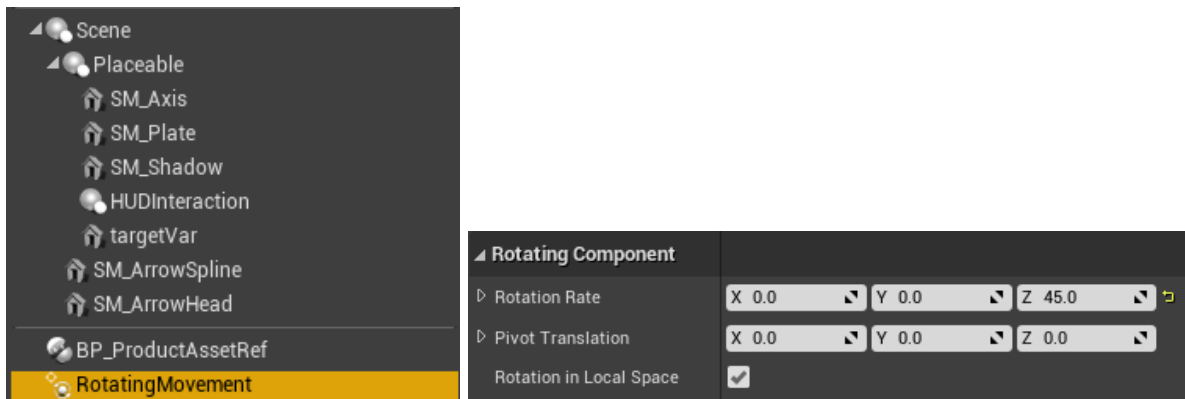 Scene
Placeable
SM_Axis
SM_Plate
SM_Shadow
HUDInteraction
targetVar
SM_ArrowSpline
SM_ArrowHead
BP_ProductAssetRef
RotatingMovement
Rotating Component
Rotation Rate X 0.0 Y 0.0 Z 45.0
Pivot Translation X 0.0 Y 0.0 Z 0.0
Rotation in Local Space